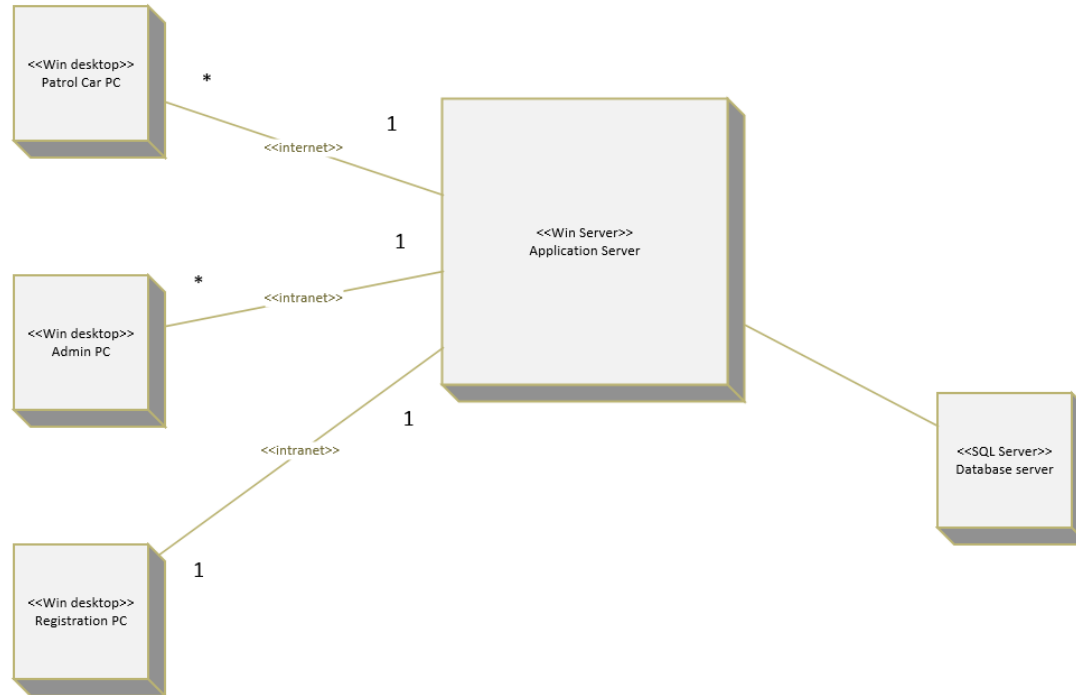 <<Win desktop>>
Patrol Car PC
*
1
<<internet>>
<<Win Server>>
Application Server
1
*
<<intranet>>
<<Win desktop>>
Admin PC
1
<<intranet>>
<<SQL Server>>
Database server
1
<<Win desktop>>
Registration PC